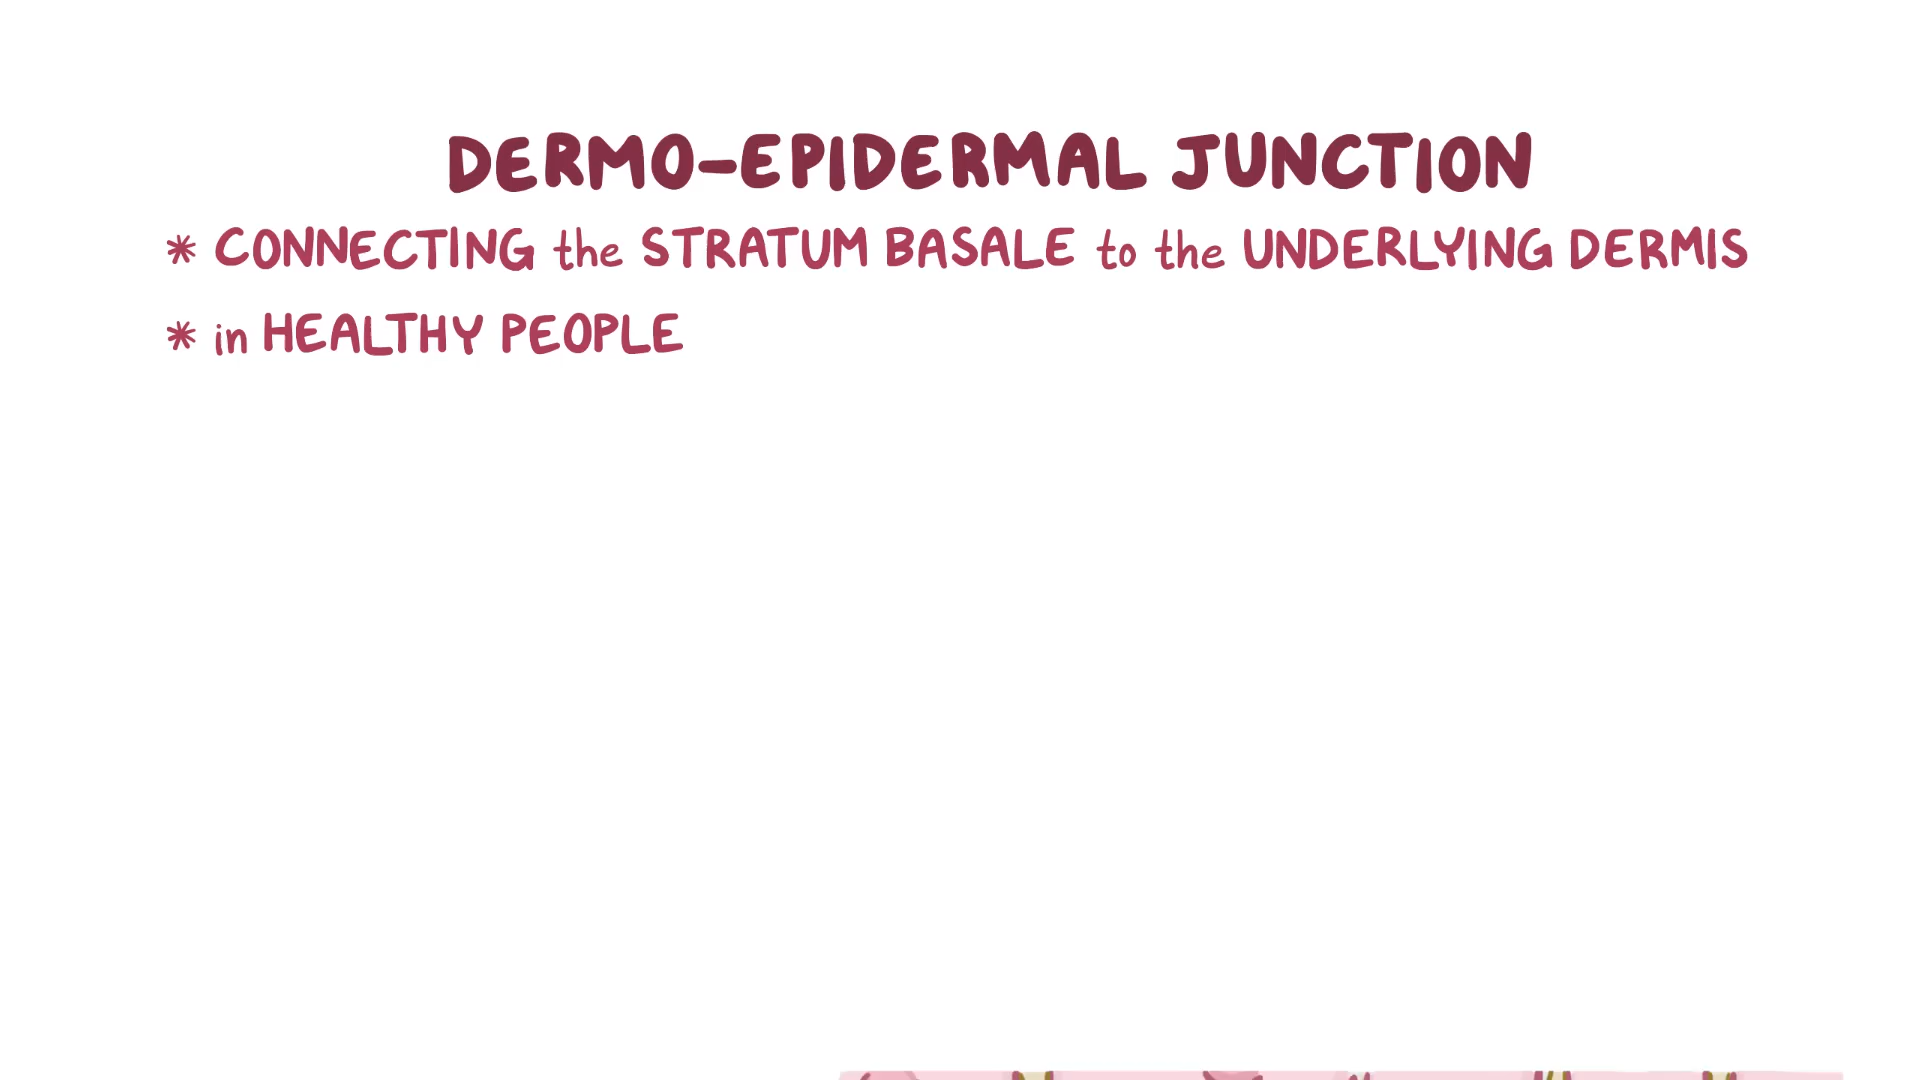 DERMO-EPIDERMAL JUNCTION
* CONNECTING the STRATUM BASALE to the UNDERLYING DERMIS
* in HEALTHY PEOPLE